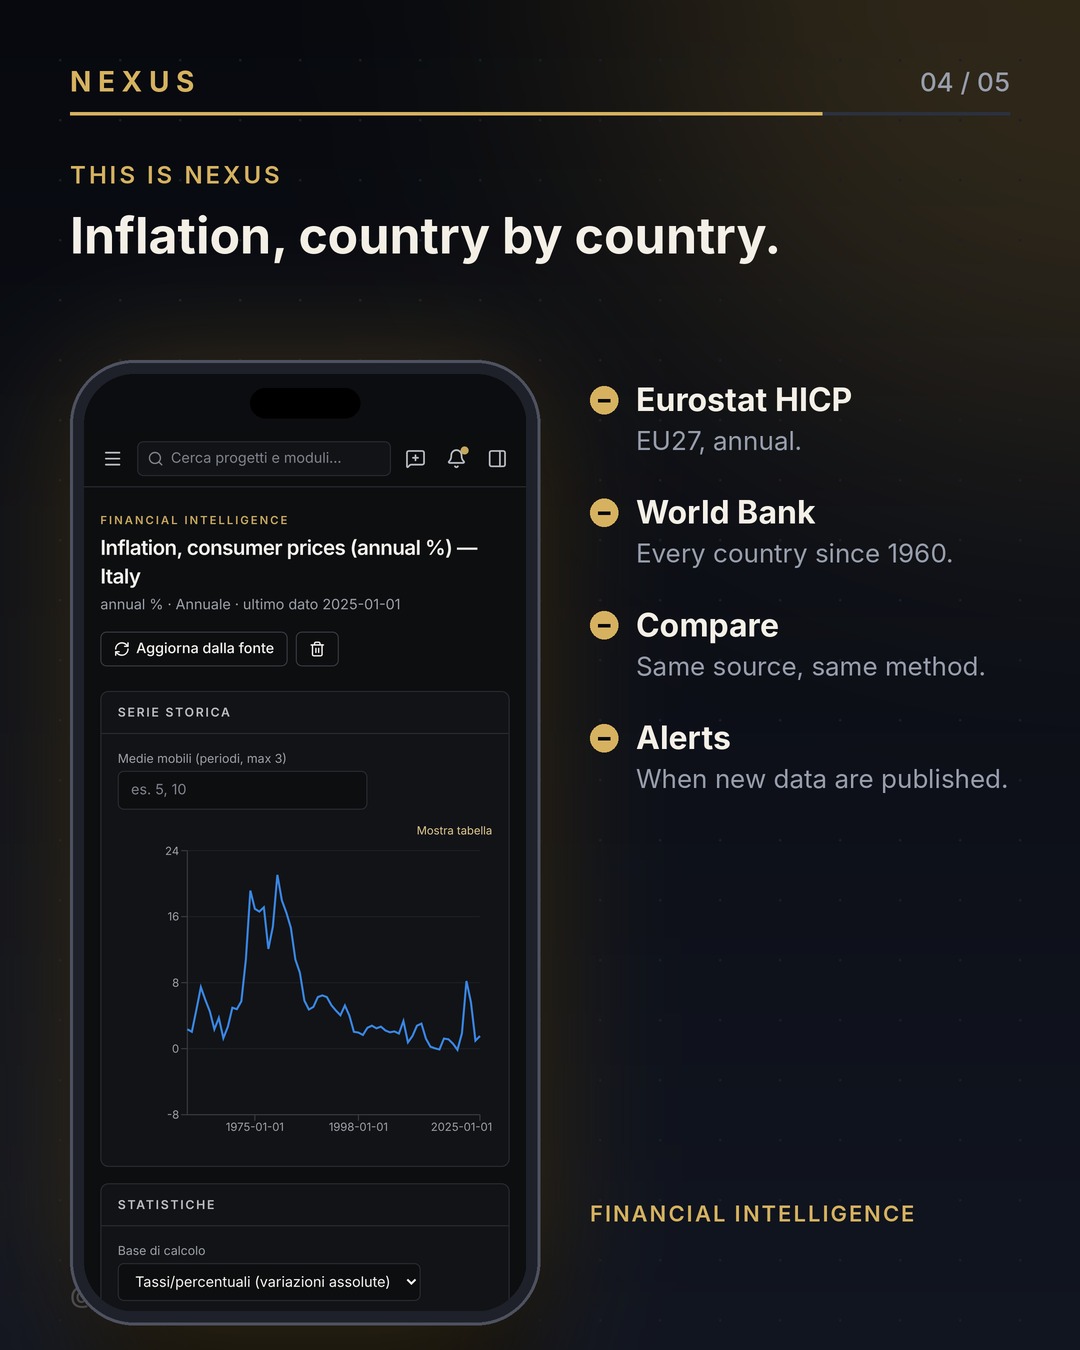 NEXUS
04 / 05
THIS IS NEXUS
Inflation, country by country.
Cerca progetti e moduli...
FINANCIAL INTELLIGENCE
Inflation, consumer prices (annual %) —
Italy
annual % · Annuale · ultimo dato 2025-01-01
Aggiorna dalla fonte
SERIE STORICA
Medie mobili (periodi, max 3)
es. 5, 10
Mostra tabella
24
16
8
0
-8
1975-01-01
1998-01-01
2025-01-01
STATISTICHE
Base di calcolo
Tassi/percentuali (variazioni assolute)
Eurostat HICP
EU27, annual.
World Bank
Every country since 1960.
Compare
Same source, same method.
Alerts
When new data are published.
FINANCIAL INTELLIGENCE